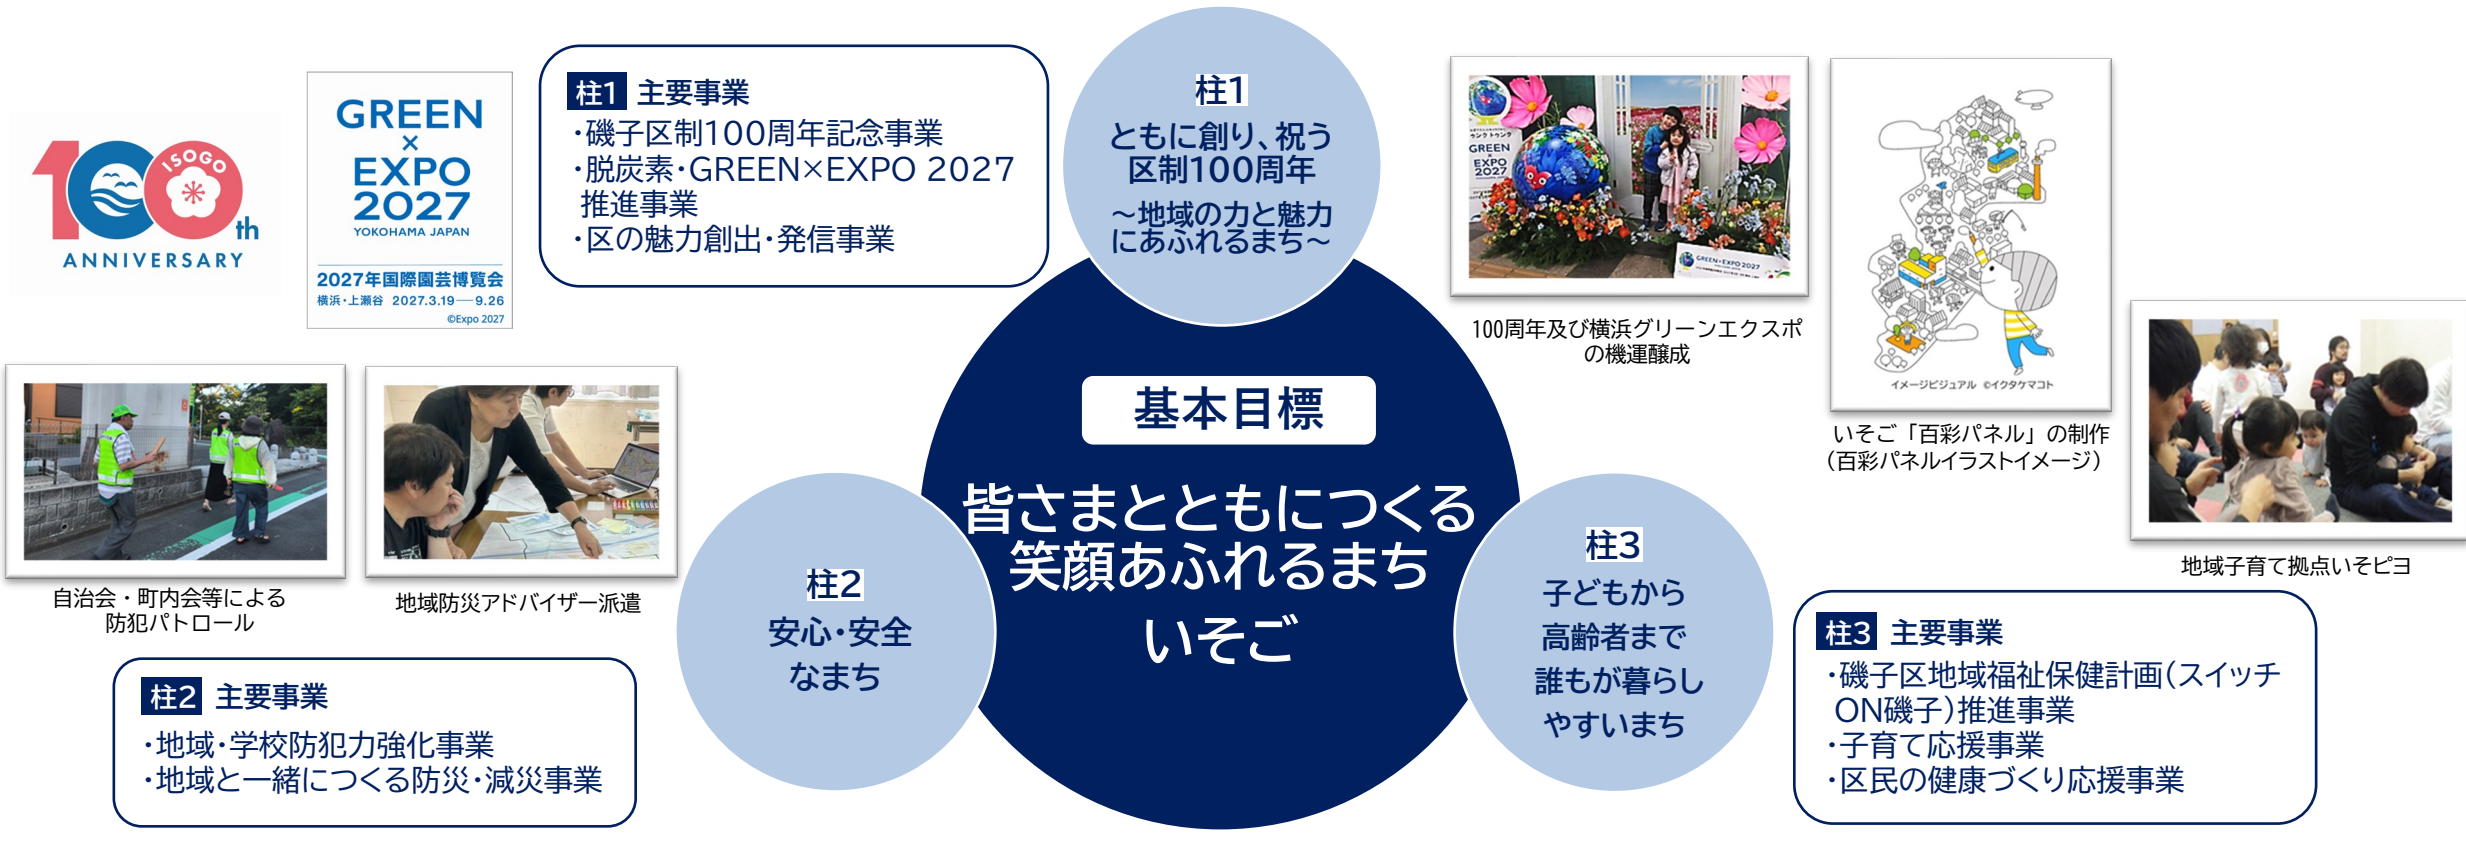 100th
ISOGO
ANNIVERSARY
GREEN
×
EXPO
2027
YOKOHAMA JAPAN
2027年国際園芸博覧会
横浜・上瀬谷 2027.3.19―9.26
©Expo 2027
柱1 主要事業
・磯子区制100周年記念事業
・脱炭素・GREEN×EXPO 2027
推進事業
・区の魅力創出・発信事業
柱1
ともに創り、祝う
区制100周年
～地域の力と魅力
にあふれるまち～
GREEN
×
EXPO
2027
GREEN×EXPO 2027
100周年及び横浜グリーンエクスポ
の機運醸成
イメージビジュアル ©イクタケマコト
いそご「百彩パネル」の制作
（百彩パネルイラストイメージ）
地域子育て拠点いそピヨ
自治会・町内会等による
防犯パトロール
地域防災アドバイザー派遣
基本目標
皆さまとともにつくる
笑顔あふれるまち
いそご
柱2
安心・安全
なまち
柱3
子どもから
高齢者まで
誰もが暮らし
やすいまち
柱2 主要事業
・地域・学校防犯力強化事業
・地域と一緒につくる防災・減災事業
柱3 主要事業
・磯子区地域福祉保健計画（スイッチ
ON磯子）推進事業
・子育て応援事業
・区民の健康づくり応援事業